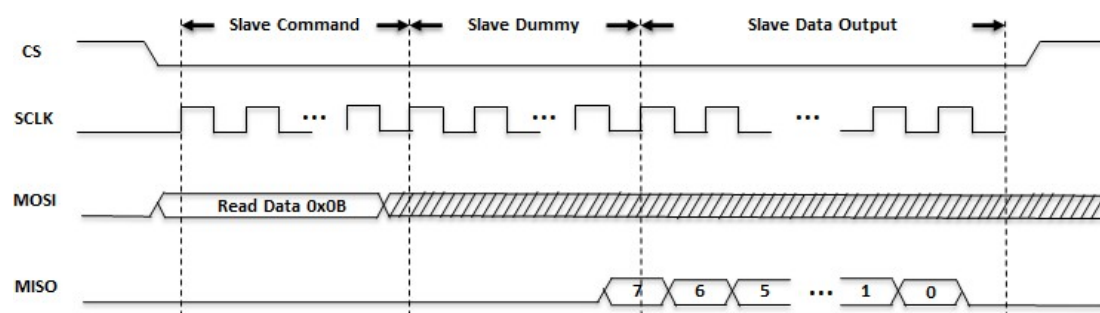 Slave Command Slave Dummy Slave Data Output
CS
SCLK ... ... ...
MOSI Read Data 0x0B
MISO 7 6 5 ... 1 0